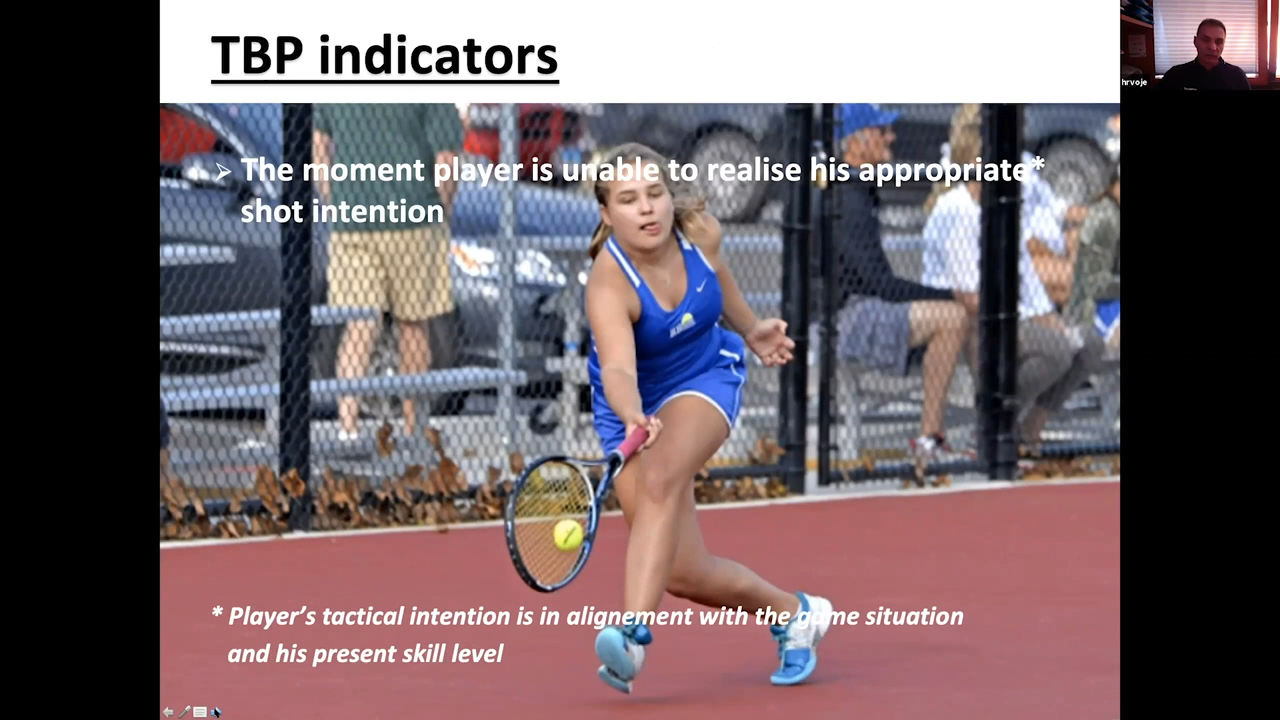 TBP indicators
hrvoje
The moment player is unable to realise his appropriate*
shot intention
* Player's tactical intention is in alignement with the game situation
and his present skill level